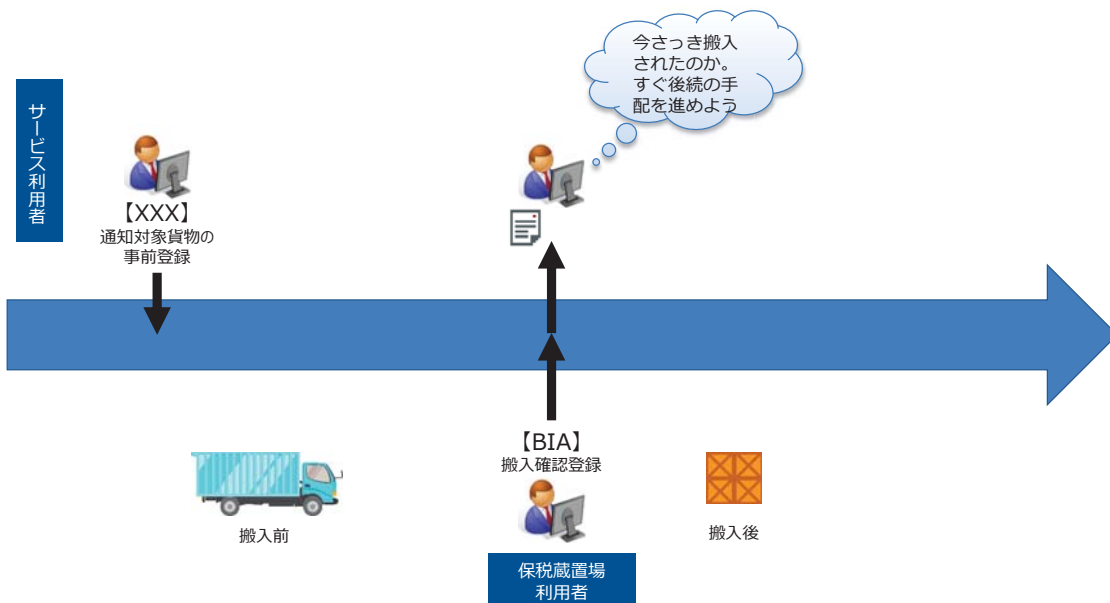 今さっき搬入
されたのか。
すぐ後続の手
配を進めよう
サービス利用者
【XXX】
通知対象貨物の
事前登録
【BIA】
搬入確認登録
搬入前
搬入後
保税蔵置場
利用者